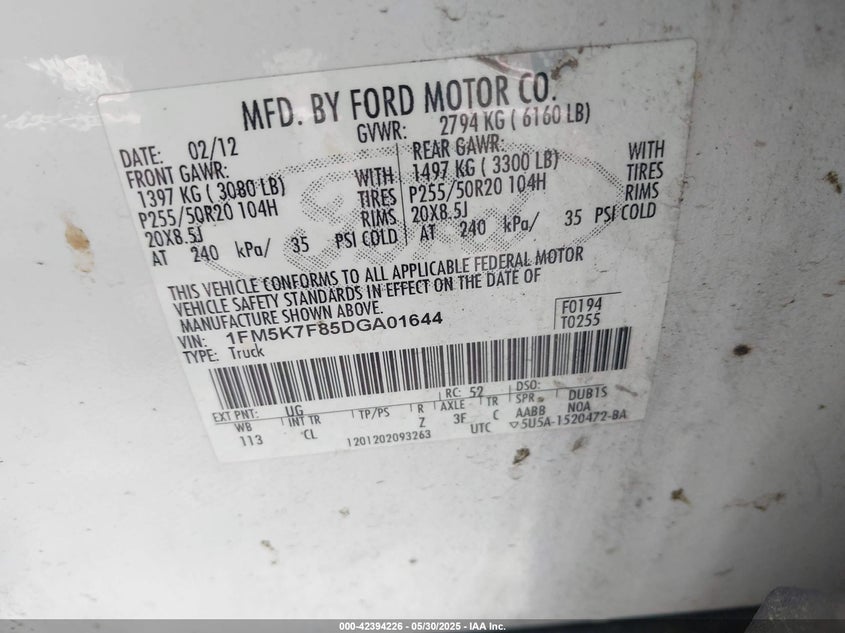 MFD. BY FORD MOTOR CO.
DATE: 02/12 GVWR: 2794 KG ( 6160 LB)
FRONT GAWR: REAR GAWR:
1397 KG ( 3080 LB) WITH 1497 KG ( 3300 LB) WITH
P255/50R20 104H TIRES P255/50R20 104H TIRES
20X8.5J RIMS 20X8.5J RIMS
AT 240 kPa/ 35 PSI COLD AT 240 kPa/ 35 PSI COLD
THIS VEHICLE CONFORMS TO ALL APPLICABLE FEDERAL MOTOR
VEHICLE SAFETY STANDARDS IN EFFECT ON THE DATE OF
MANUFACTURE SHOWN ABOVE.
VIN: 1FM5K7F85DGA01644 F0194
TYPE: Truck T0255
EXT PNT: UG RC: 52 DSO:
WB INT TR TP/PS R AXLE TR SPR DUB1S
113 CL Z 3F C AABB NOA
1201202093263 UTC ▽5U5A-1520472-BA
000-42394226 — 05/30/2025 — IAA Inc.